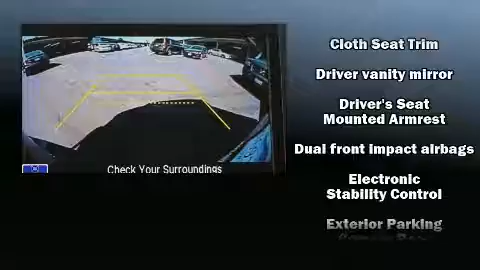 Cloth Seat Trim
Driver vanity mirror
Driver's Seat
Mounted Armrest
Dual front impact airbags
Electronic
Stability Control
Exterior Parking
Check Your Surroundings